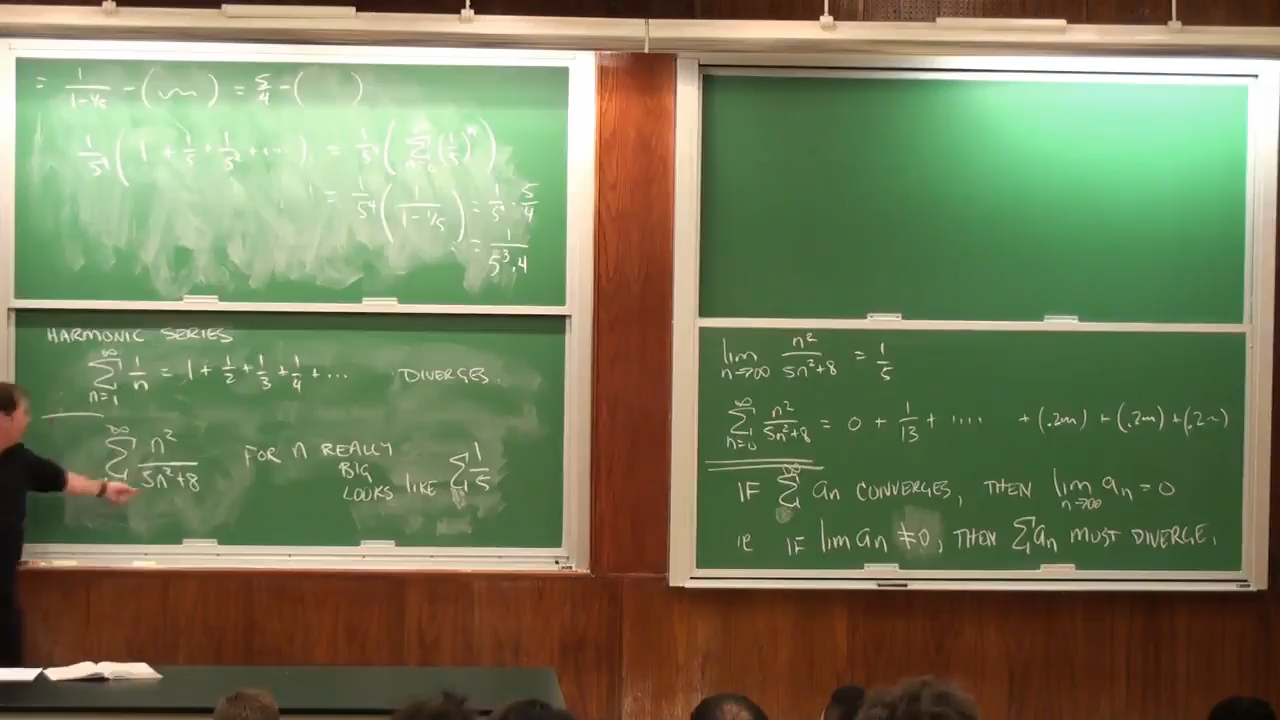 = 1/(1-1/5) - ( ) = 5/4 - ( )
1/5⁴ ( 1 + 1/5 + 1/5² + .... ) = 1/5⁴ ( ∑ (1/5)ⁿ )
= 1/5⁴ ( 1/(1-1/5) ) = 1/5⁴ · 5/4
= 1/(5³·4)
HARMONIC SERIES
∞∑n=1 1/n = 1 + 1/2 + 1/3 + 1/4 + ... DIVERGES.
∞∑ n²/(5n²+8) FOR n REALLY
BIG
LOOKS LIKE ∑ 1/5
lim n→∞ n²/(5n²+8) = 1/5
∞∑n=0 n²/(5n²+8) = 0 + 1/13 + .... + (.2m) + (.2m) + (.2m)
IF ∞∑ an CONVERGES, THEN lim n→∞ an = 0
ie IF lim an ≠ 0, THEN ∑ an MUST DIVERGE.